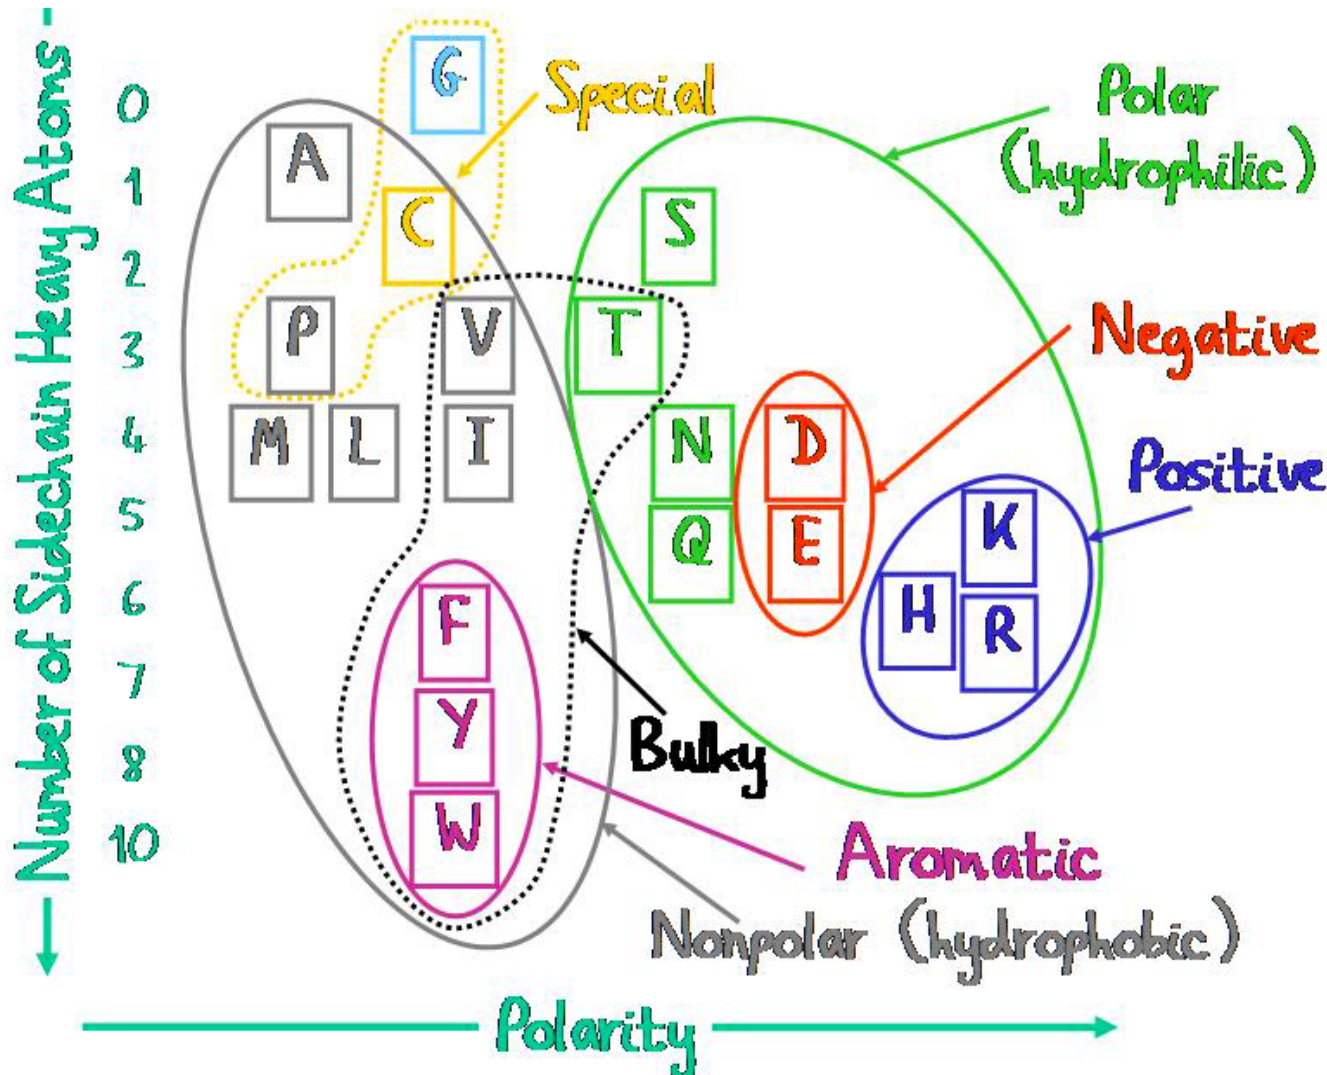 Number of Sidechain Heavy Atoms
0
1
2
3
4
5
6
7
8
10
G
Special
A
C
P
V
M
L
I
F
Y
W
Polar
(hydrophilic)
S
T
N
D
Q
E
K
H
R
Negative
Positive
Bulky
Aromatic
Nonpolar (hydrophobic)
Polarity